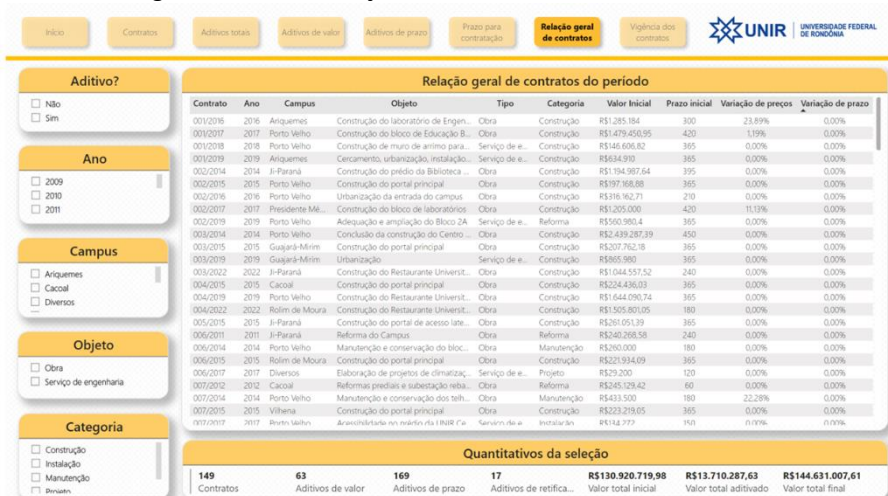 Início
Contratos
Aditivos totais
Aditivos de valor
Aditivos de prazo
Prazo para
contratação
Relação geral
de contratos
Vigência dos
contratos
UNIR
UNIVERSIDADE FEDERAL
DE RONDÔNIA
Aditivo?
Não
Sim
Ano
2009
2010
2011
Campus
Ariquemes
Cacoal
Diversos
Objeto
Obra
Serviço de engenharia
Categoria
Construção
Instalação
Manutenção
Projeto
Relação geral de contratos do período
Contrato Ano Campus Objeto Tipo Categoria Valor Inicial Prazo inicial Variação de preços Variação de prazo
001/2016 2016 Ariquemes Construção do laboratório de Engen... Obra Construção R$1.285.184 300 23,89% 0,00%
001/2017 2017 Porto Velho Construção do bloco de Educação B... Obra Construção R$1.479.450,95 420 1,19% 0,00%
001/2018 2018 Porto Velho Construção de muro de arrimo para... Serviço de e... Construção R$146.606,82 365 0,00% 0,00%
001/2019 2019 Ariquemes Cercamento, urbanização, instalação... Serviço de e... Construção R$634.910 365 0,00% 0,00%
002/2014 2014 Ji-Paraná Construção do prédio da Biblioteca ... Obra Construção R$1.194.987,64 395 0,00% 0,00%
002/2015 2015 Porto Velho Construção do portal principal Obra Construção R$197.168,88 365 0,00% 0,00%
002/2016 2016 Porto Velho Urbanização da entrada do campus Obra Construção R$316.162,71 210 0,00% 0,00%
002/2017 2017 Presidente Mé... Construção do bloco de laboratórios Obra Construção R$1.205.000 420 11,13% 0,00%
002/2019 2019 Porto Velho Adequação e ampliação do Bloco 2A Serviço de e... Reforma R$560.980,4 365 0,00% 0,00%
003/2014 2014 Porto Velho Conclusão da construção do Centro ... Obra Construção R$2.439.287,39 450 0,00% 0,00%
003/2015 2015 Guajará-Mirim Construção do portal principal Obra Construção R$207.762,18 365 0,00% 0,00%
003/2019 2019 Guajará-Mirim Urbanização Serviço de e... Construção R$865.980 365 0,00% 0,00%
003/2022 2022 Ji-Paraná Construção do Restaurante Universit... Obra Construção R$1.044.557,52 240 0,00% 0,00%
004/2015 2015 Cacoal Construção do portal principal Obra Construção R$224.436,03 365 0,00% 0,00%
004/2019 2019 Porto Velho Construção do Restaurante Universit... Obra Construção R$1.644.090,74 365 0,00% 0,00%
004/2022 2022 Rolim de Moura Construção do Restaurante Universit... Obra Construção R$1.505.801,05 180 0,00% 0,00%
005/2015 2015 Ji-Paraná Construção do portal de acesso late... Obra Construção R$261.051,39 365 0,00% 0,00%
006/2011 2011 Ji-Paraná Reforma do Campus Obra Reforma R$240.268,58 240 0,00% 0,00%
006/2014 2014 Porto Velho Manutenção e conservação do bloc... Obra Manutenção R$260.000 180 0,00% 0,00%
006/2015 2015 Rolim de Moura Construção do portal principal Obra Construção R$221.934,09 365 0,00% 0,00%
006/2017 2017 Diversos Elaboração de projetos de climatizaç... Serviço de e... Projeto R$29.200 120 0,00% 0,00%
007/2012 2012 Cacoal Reformas prediais e subestação reba... Obra Reforma R$245.129,42 60 0,00% 0,00%
007/2014 2014 Porto Velho Manutenção e conservação dos telh... Obra Manutenção R$433.500 180 22,28% 0,00%
007/2015 2015 Vilhena Construção do portal principal Obra Construção R$223.219,05 365 0,00% 0,00%
007/2017 2017 Porto Velho Acessibilidade no prédio da UNIR Ce... Serviço de e... Instalação R$134.272 150 0,00% 0,00%
Quantitativos da seleção
149 63 169 17 R$130.920.719,98 R$13.710.287,63 R$144.631.007,61
Contratos Aditivos de valor Aditivos de prazo Aditivos de retifica... Valor total inicial Valor total aditivado Valor total final